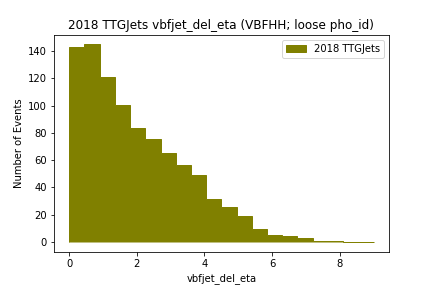 2018 TTGJets vbfjet_del_eta (VBFHH; loose pho_id)
2018 TTGJets
Number of Events
140
120
100
80
60
40
20
0
0 2 4 6 8
vbfjet_del_eta